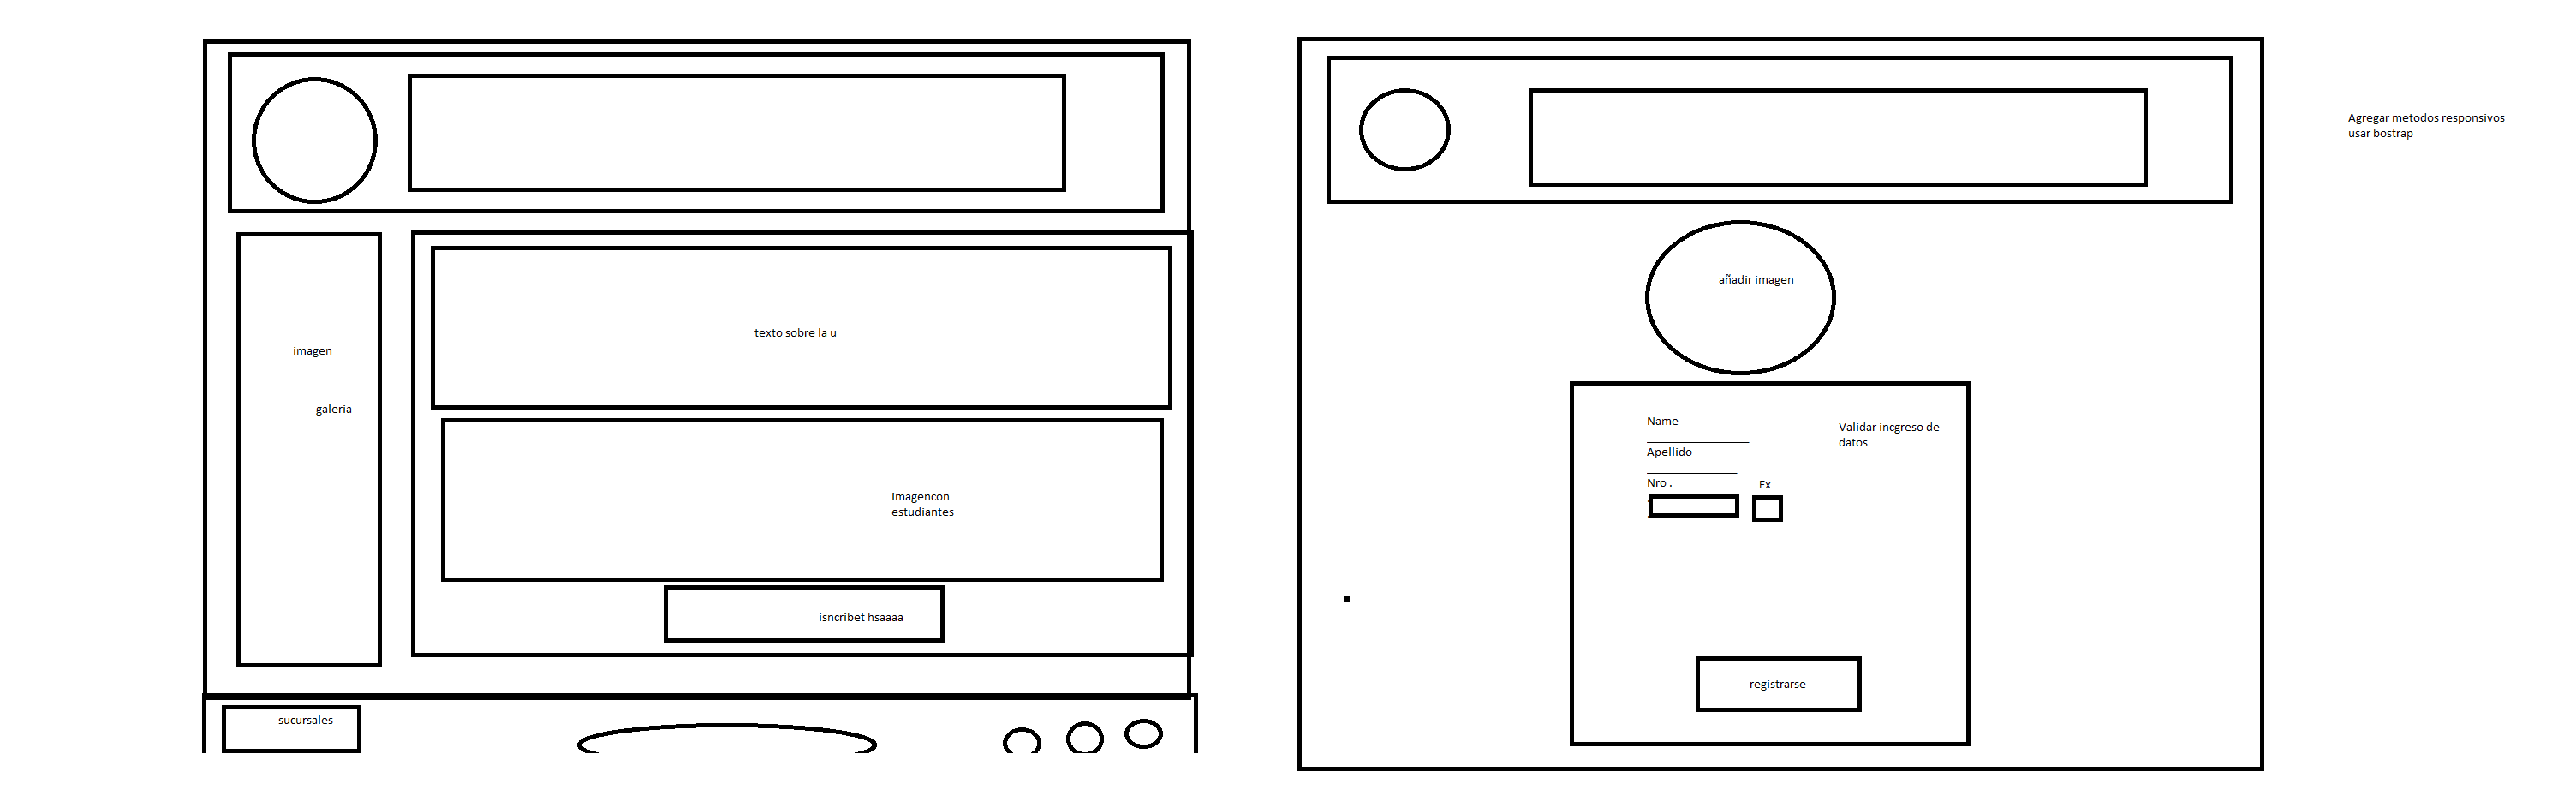 imagen
galeria
texto sobre la u
imagencon
estudiantes
isncribet hsaaaa
sucursales
añadir imagen
Name
Apellido
Nro .
Ex
Validar incgreso de
datos
registrarse
Agregar metodos responsivos
usar bostrap